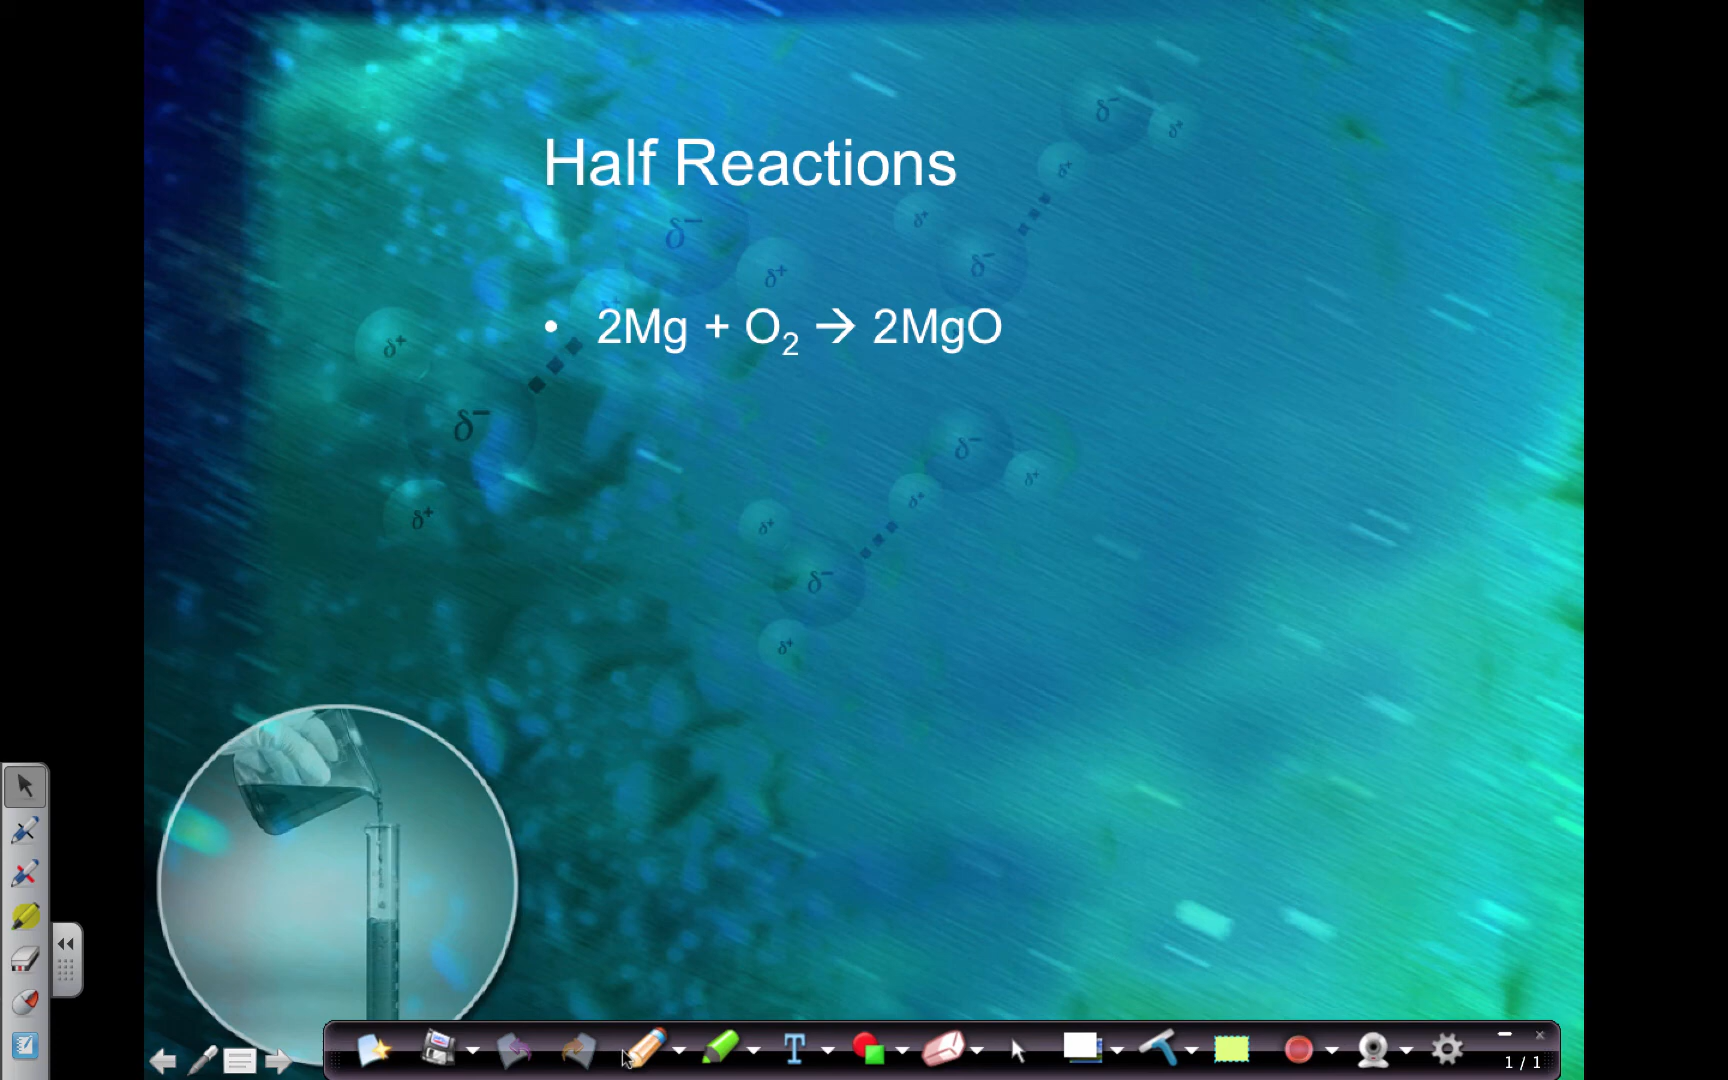 Half Reactions
• 2Mg + O₂ → 2MgO
δ⁻
δ⁺
δ⁺
δ⁺
δ⁻
δ⁻
δ⁺
δ⁺
δ⁺
δ⁻
δ⁻
δ⁺
δ⁺
δ⁺
δ⁺
δ⁻
δ⁺
T
1 / 1